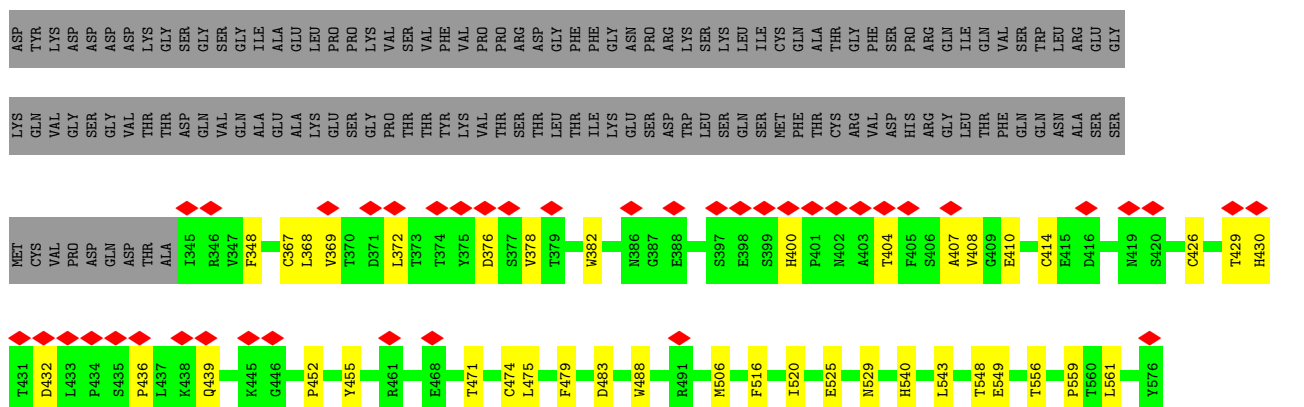 ASP TYR LYS ASP ASP ASP ASP LYS GLY SER GLY SER GLY ILE ALA GLU LEU PRO PRO LYS VAL SER VAL PHE VAL PRO PRO ARG ASP GLY PHE PHE GLY ASN PRO ARG LYS SER LYS LEU ILE CYS GLN ALA THR GLY PHE SER PRO ARG GLN ILE GLN VAL SER TRP LEU ARG GLU GLY
LYS GLN VAL GLY SER GLY VAL THR THR ASP GLN VAL GLN ALA GLU ALA LYS GLU SER GLY PRO THR THR TYR LYS VAL THR SER THR LEU THR ILE LYS GLU SER ASP TRP LEU SER GLN SER MET PHE THR CYS ARG VAL ASP HIS ARG GLY LEU THR PHE GLN GLN ASN ALA SER SER
MET CYS VAL PRO ASP GLN ASP THR ALA I345 R346 V347 F348 C367 L368 V369 T370 D371 L372 T373 T374 Y375 D376 S377 V378 T379 W382 N386 G387 E388 S397 E398 S399 H400 P401 N402 A403 T404 F405 S406 A407 V408 G409 E410 C414 E415 D416 N419 S420 C426 T429 H430
T431 D432 L433 P434 S435 P436 L437 K438 Q439 K445 G446 P452 Y455 R461 E468 T471 C474 L475 F479 D483 W488 R491 M506 F516 I520 E525 N529 H540 L543 T548 E549 T556 P559 T560 L561 Y576